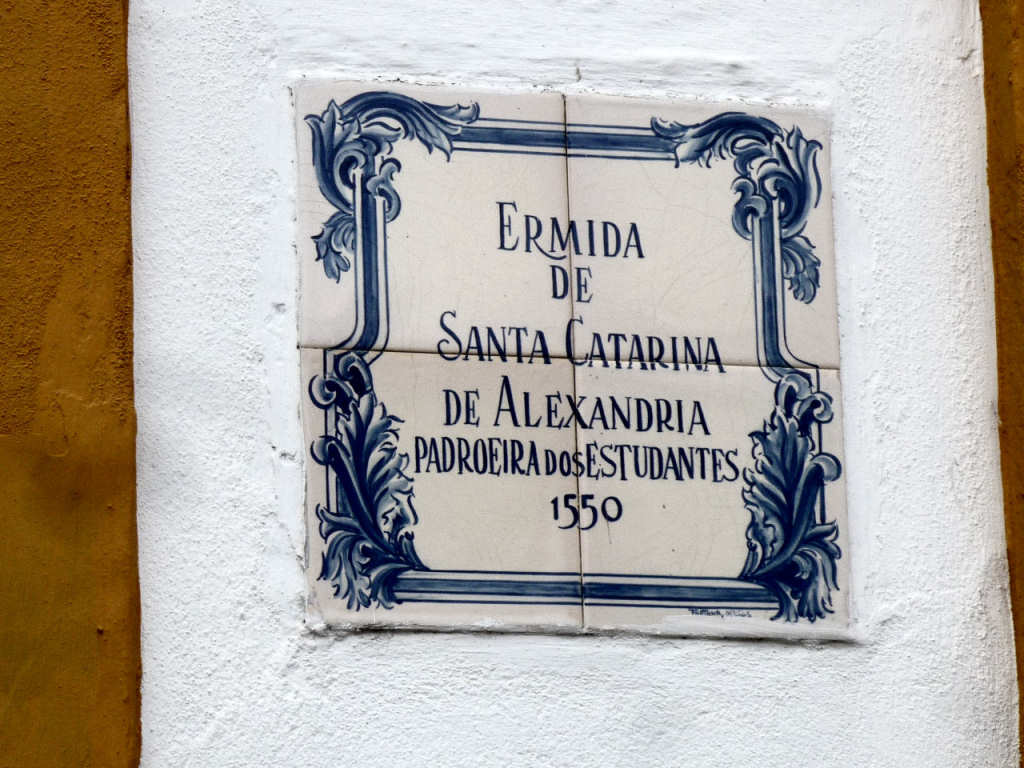 ERMIDA
DE
SANTA CATARINA
DE ALEXANDRIA
PADROEIRA DOS ESTUDANTES
1550